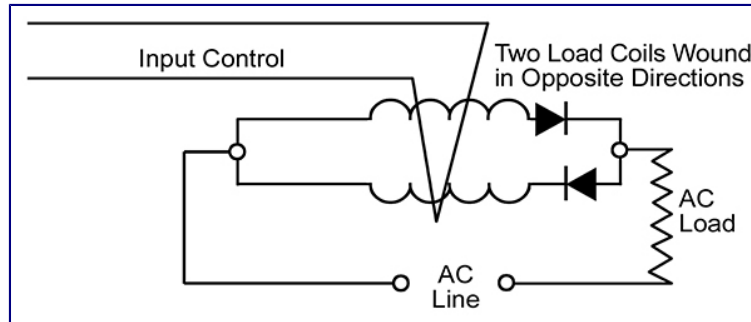 Input Control
Two Load Coils Wound
in Opposite Directions
AC
Load
AC
Line